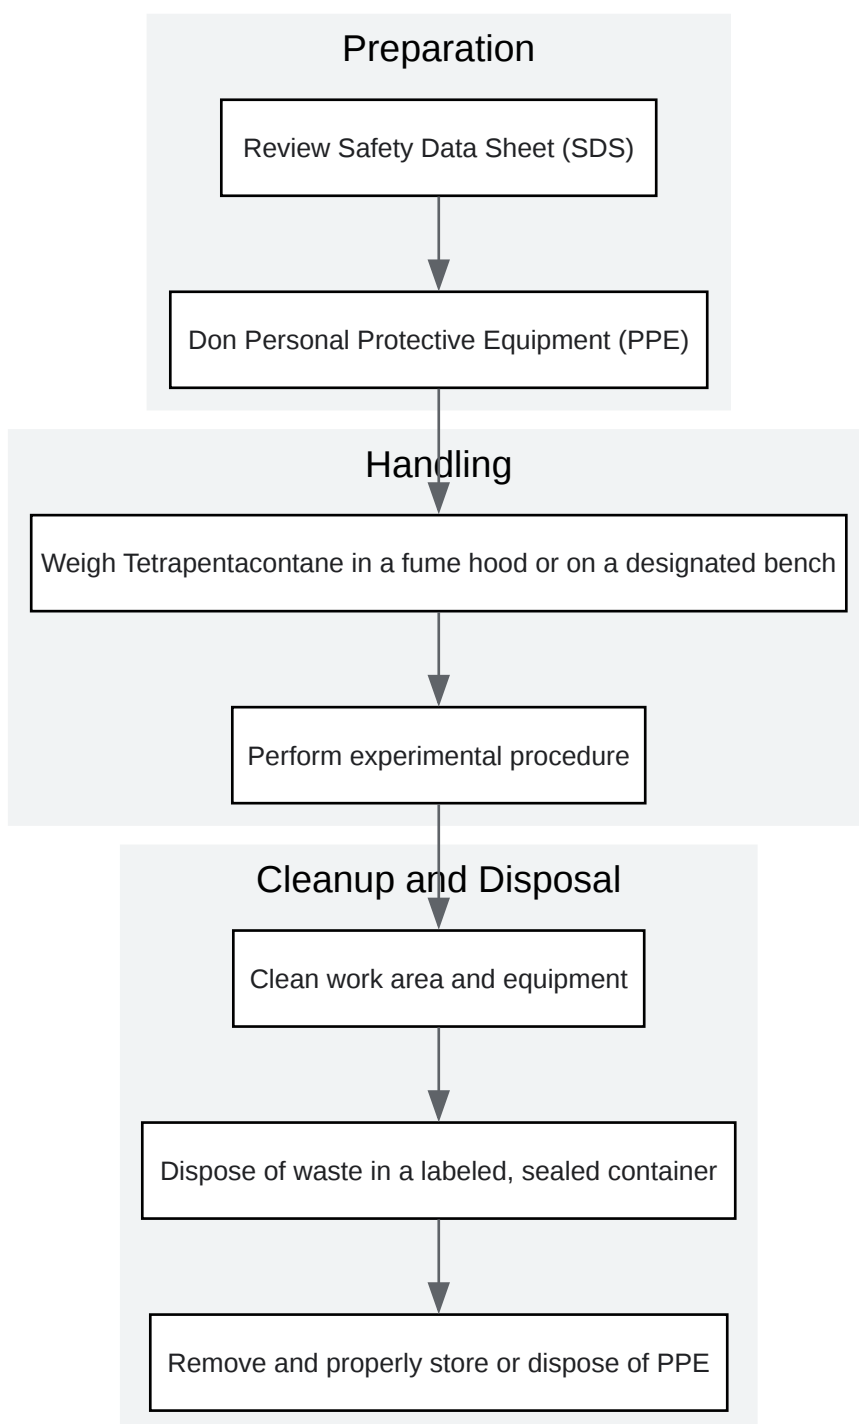 Preparation
Review Safety Data Sheet (SDS)
Don Personal Protective Equipment (PPE)
Handling
Weigh Tetrapentacontane in a fume hood or on a designated bench
Perform experimental procedure
Cleanup and Disposal
Clean work area and equipment
Dispose of waste in a labeled, sealed container
Remove and properly store or dispose of PPE